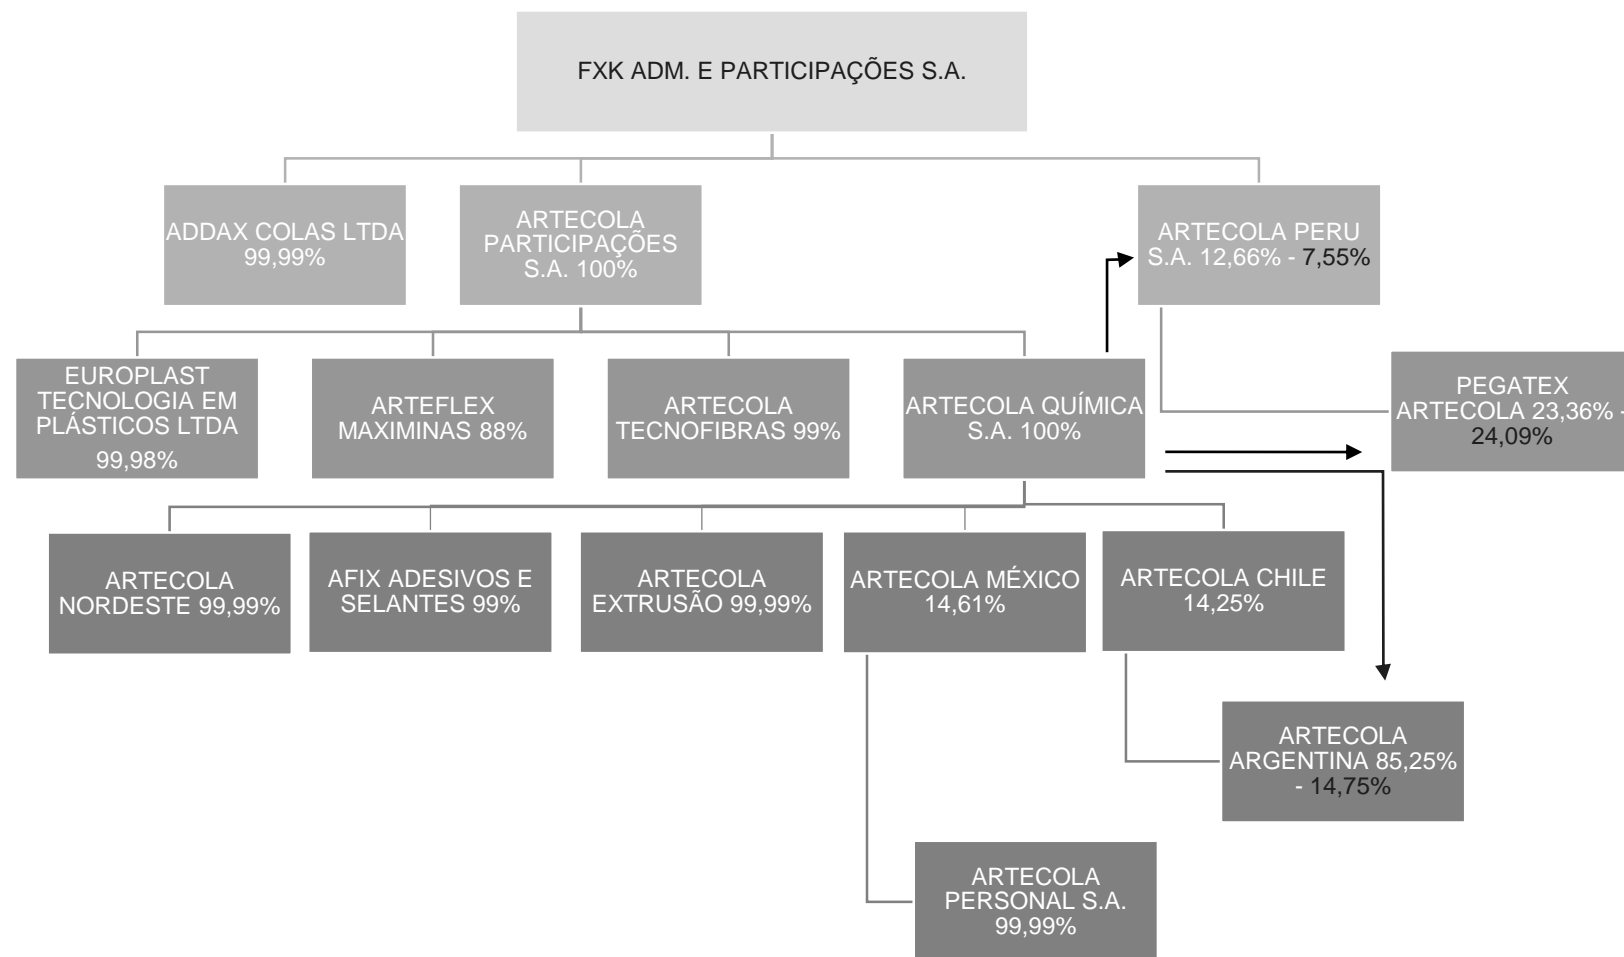 FXK ADM. E PARTICIPAÇÕES S.A.
ADDAX COLAS LTDA
99,99%
ARTECOLA
PARTICIPAÇÕES
S.A. 100%
ARTECOLA PERU
S.A. 12,66% - 7,55%
EUROPLAST
TECNOLOGIA EM
PLÁSTICOS LTDA
99,98%
ARTEFLEX
MAXIMINAS 88%
ARTECOLA
TECNOFIBRAS 99%
ARTECOLA QUÍMICA
S.A. 100%
PEGATEX
ARTECOLA 23,36% -
24,09%
ARTECOLA
NORDESTE 99,99%
AFIX ADESIVOS E
SELANTES 99%
ARTECOLA
EXTRUSÃO 99,99%
ARTECOLA MÉXICO
14,61%
ARTECOLA CHILE
14,25%
ARTECOLA
ARGENTINA 85,25%
- 14,75%
ARTECOLA
PERSONAL S.A.
99,99%